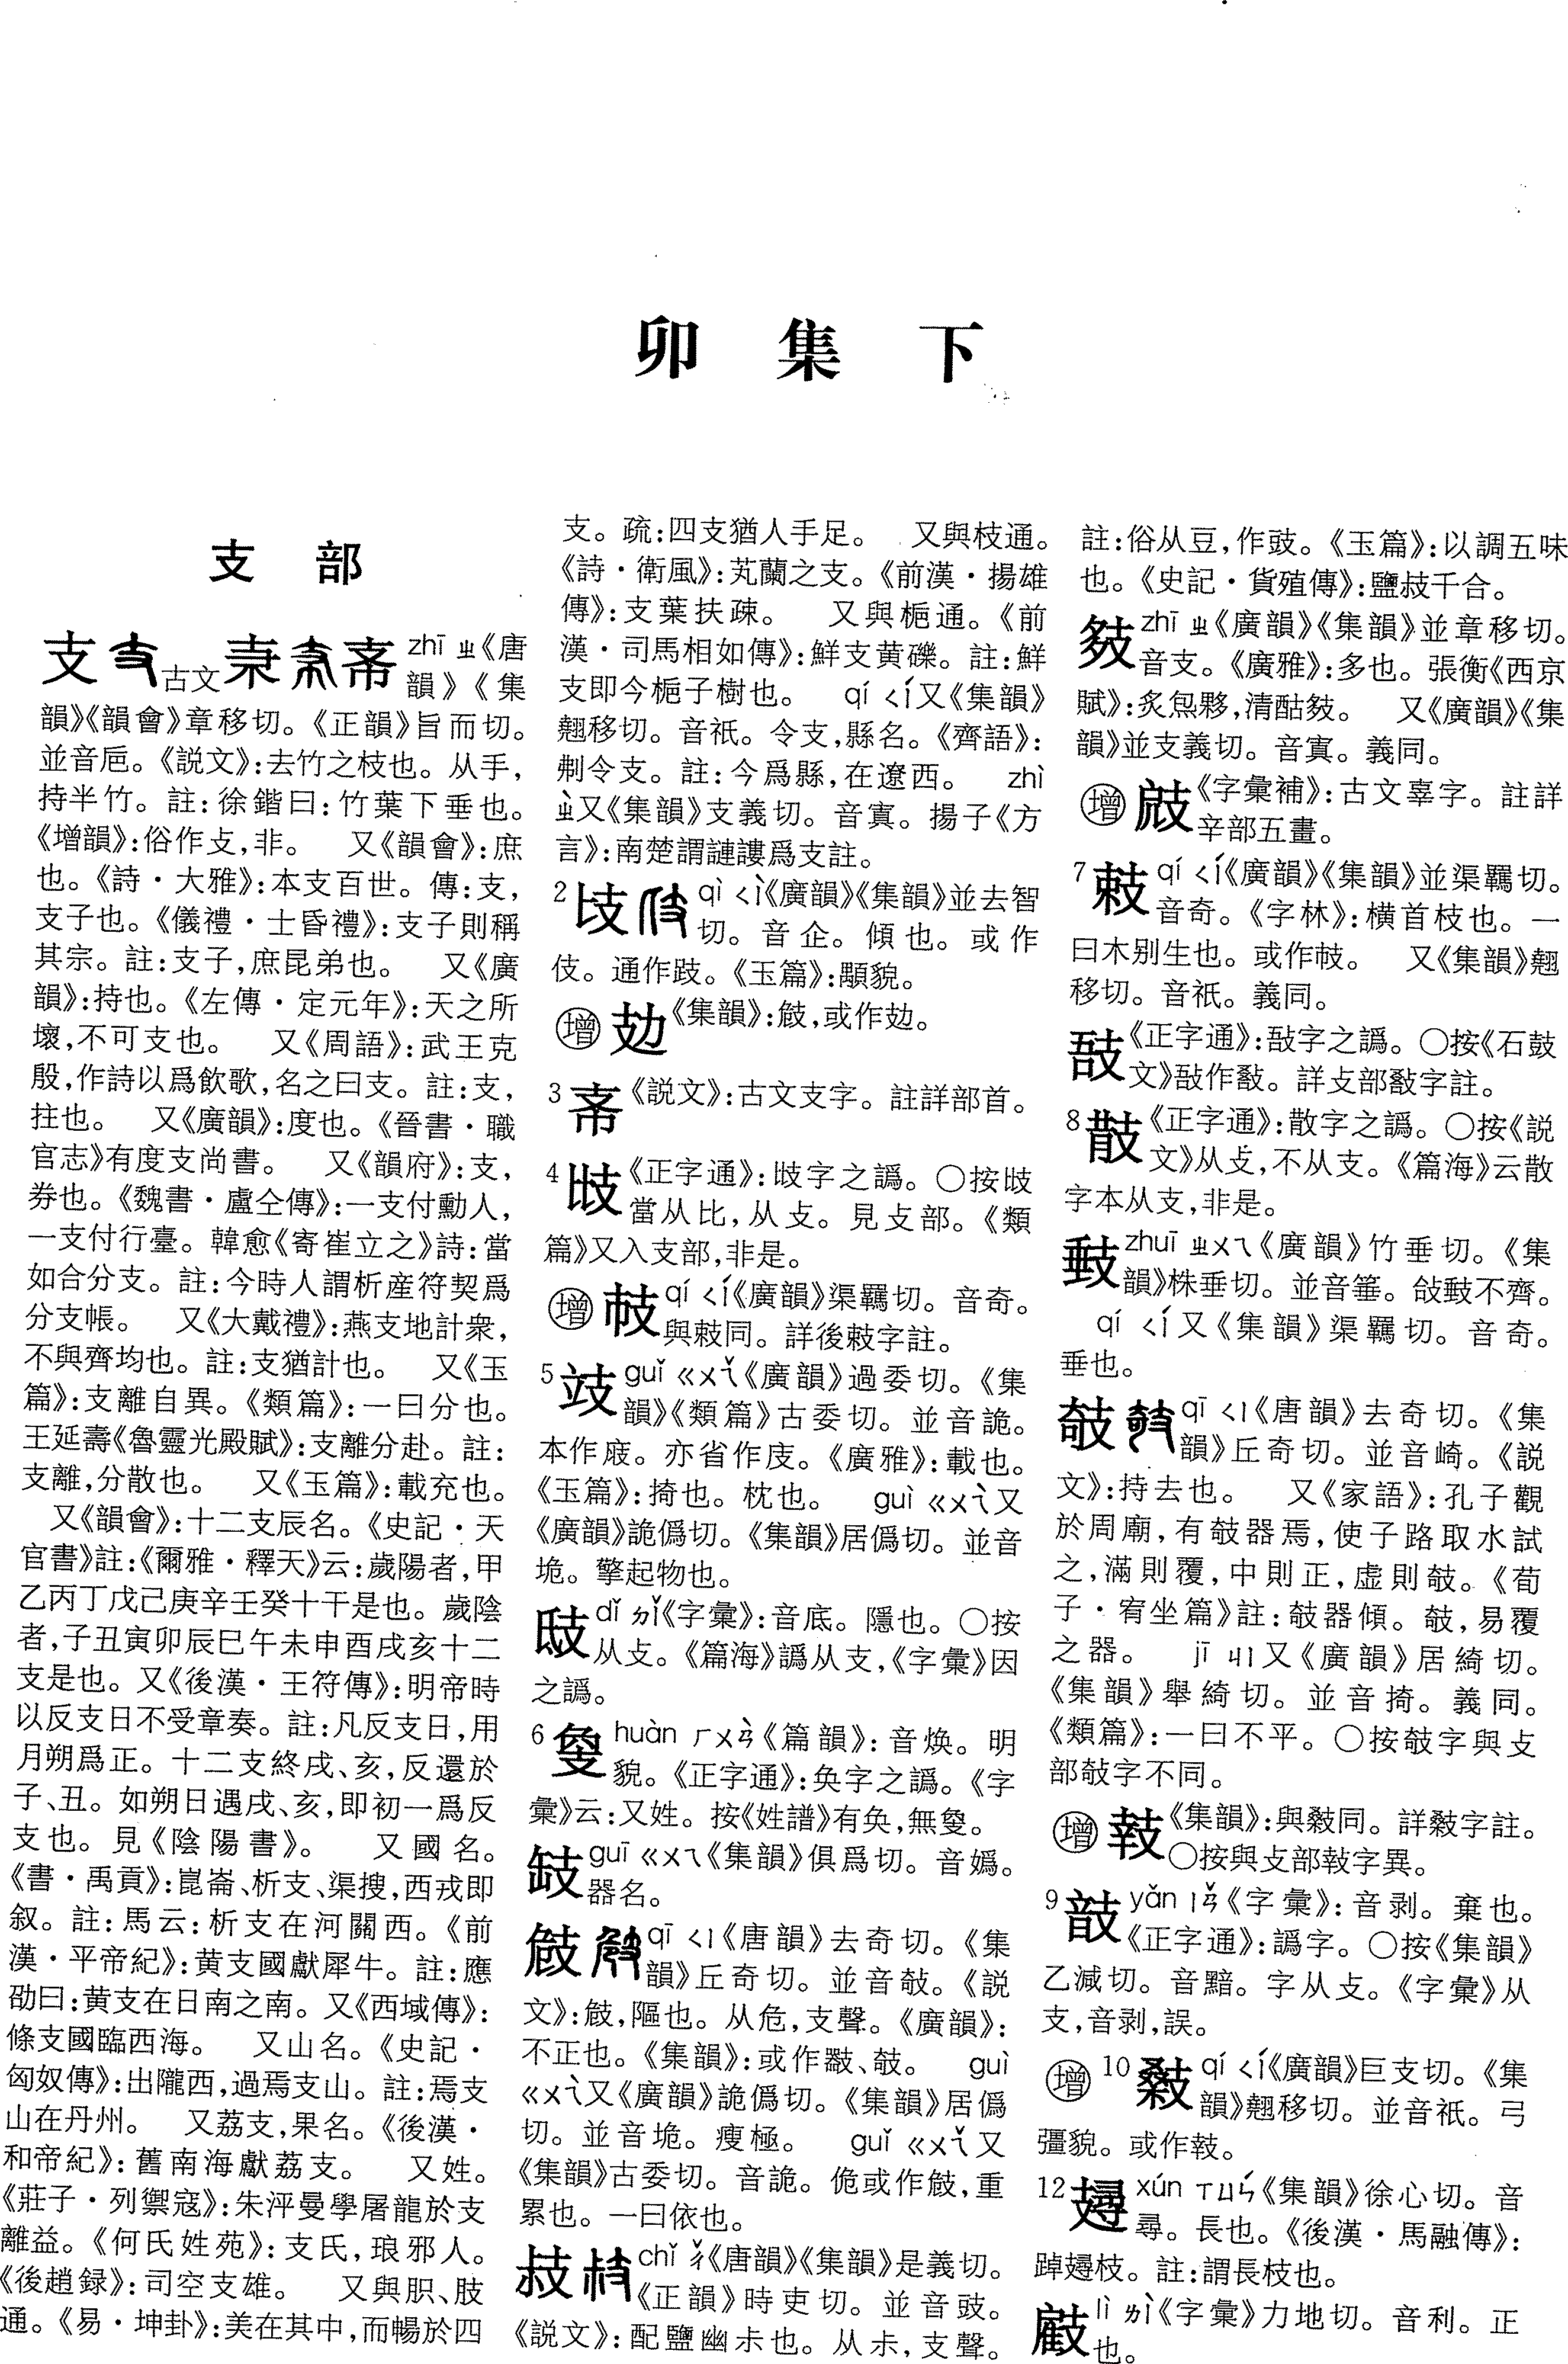 卯集下
支部
支 古文 zhī ㄓ《唐
韻》《集
韻》《韻會》章移切。《正韻》旨而切。
並音巵。《説文》:去竹之枝也。从手,
持半竹。註:徐鍇曰:竹葉下垂也。
《增韻》:俗作攴,非。 又《韻會》:庶
也。《詩·大雅》:本支百世。傳:支,
支子也。《儀禮·士昏禮》:支子則稱
其宗。註:支子,庶昆弟也。 又《廣
韻》:持也。《左傳·定元年》:天之所
壞,不可支也。 又《周語》:武王克
殷,作詩以爲飲歌,名之曰支。註:支,
拄也。 又《廣韻》:度也。《晉書·職
官志》有度支尚書。 又《韻府》:支,
券也。《魏書·盧仝傳》:一支付勳人,
一支付行臺。韓愈《寄崔立之》詩:當
如合分支。註:今時人謂析産符契爲
分支帳。 又《大戴禮》:燕支地計衆,
不與齊均也。註:支猶計也。 又《玉
篇》:支離自異。《類篇》:一曰分也。
王延壽《魯靈光殿賦》:支離分赴。註:
支離,分散也。 又《玉篇》:載充也。
又《韻會》:十二支辰名。《史記·天
官書》註:《爾雅·釋天》云:歲陽者,甲
乙丙丁戊己庚辛壬癸十干是也。歲陰
者,子丑寅卯辰巳午未申酉戌亥十二
支是也。又《後漢·王符傳》:明帝時
以反支日不受章奏。註:凡反支日,用
月朔爲正。十二支終戌、亥,反還於
子、丑。如朔日遇戌、亥,即初一爲反
支也。見《陰陽書》。 又國名。
《書·禹貢》:崑崙、析支、渠搜,西戎即
叙。註:馬云:析支在河關西。《前
漢·平帝紀》:黄支國獻犀牛。註:應
劭曰:黄支在日南之南。又《西域傳》:
條支國臨西海。 又山名。《史記·
匈奴傳》:出隴西,過焉支山。註:焉支
山在丹州。 又荔支,果名。《後漢·
和帝紀》:舊南海獻荔支。 又姓。
《莊子·列禦寇》:朱泙曼學屠龍於支
離益。《何氏姓苑》:支氏,琅邪人。
《後趙録》:司空支雄。 又與胑、肢
通。《易·坤卦》:美在其中,而暢於四
支。疏:四支猶人手足。 又與枝通。
《詩·衛風》:芄蘭之支。《前漢·揚雄
傳》:支葉扶疎。 又與梔通。《前
漢·司馬相如傳》:鮮支黄礫。註:鮮
支即今梔子樹也。 qí ㄑㄧˊ又《集韻》
翹移切。音祇。令支,縣名。《齊語》:
刜令支。註:今爲縣,在遼西。 zhì
ㄓˋ又《集韻》支義切。音寘。揚子《方
言》:南楚謂謰謱爲支註。
2 攱 qì ㄑㄧˋ《廣韻》《集韻》並去智
切。音企。傾也。或作
伎。通作跂。《玉篇》:顒貌。
增 攰《集韻》:㩻,或作攰。
3 《説文》:古文支字。註詳部首。
4 《正字通》:㩼字之譌。○按㩼
當从比,从攴。見攴部。《類
篇》又入支部,非是。
增 qí ㄑㄧˊ《廣韻》渠羈切。音奇。
與㩽同。詳後㩽字註。
5 攱 guǐ ㄍㄨㄟˇ《廣韻》過委切。《集
韻》《類篇》古委切。並音詭。
本作庪。亦省作庋。《廣雅》:載也。
《玉篇》:掎也。枕也。 guì ㄍㄨㄟˋ又
《廣韻》詭僞切。《集韻》居僞切。並音
垝。擎起物也。
dǐ ㄉㄧˇ《字彙》:音底。隱也。○按
从攴。《篇海》譌从支,《字彙》因
之譌。
6 huàn ㄏㄨㄢˋ《篇韻》:音焕。明
貌。《正字通》:奂字之譌。《字
彙》云:又姓。按《姓譜》有奂,無。
guī ㄍㄨㄟ《集韻》俱爲切。音嬀。
器名。
㩻 qī ㄑㄧ《唐韻》去奇切。《集
韻》丘奇切。並音攲。《説
文》:㩻,䧢也。从危,支聲。《廣韻》:
不正也。《集韻》:或作、攲。 guì
ㄍㄨㄟˋ又《廣韻》詭僞切。《集韻》居僞
切。並音垝。瘦極。 guǐ ㄍㄨㄟˇ又
《集韻》古委切。音詭。佹或作㩻,重
累也。一曰依也。
敊 chǐ ㄔˇ《唐韻》《集韻》是義切。
《正韻》時吏切。並音豉。
《説文》:配鹽幽尗也。从尗,支聲。
註:俗从豆,作豉。《玉篇》:以調五味
也。《史記·貨殖傳》:鹽敊千合。
㩼 zhī ㄓ《廣韻》《集韻》並章移切。
音支。《廣雅》:多也。張衡《西京
賦》:炙炰夥,清酤。 又《廣韻》《集
韻》並支義切。音寘。義同。
增 《字彙補》:古文辜字。註詳
辛部五畫。
7 㩽 qí ㄑㄧˊ《廣韻》《集韻》並渠羈切。
音奇。《字林》:横首枝也。一
曰木别生也。或作。 又《集韻》翹
移切。音祇。義同。
《正字通》:敔字之譌。○按《石鼓
文》敔作。詳攴部字註。
8 《正字通》:散字之譌。○按《説
文》从攴,不从支。《篇海》云散
字本从支,非是。
zhuī ㄓㄨㄟ《廣韻》竹垂切。《集
韻》株垂切。並音箠。不齊。
qí ㄑㄧˊ又《集韻》渠羈切。音奇。
垂也。
攲 qī ㄑㄧ《唐韻》去奇切。《集
韻》丘奇切。並音崎。《説
文》:持去也。 又《家語》:孔子觀
於周廟,有攲器焉,使子路取水試
之,滿則覆,中則正,虚則攲。《荀
子·宥坐篇》註:攲器傾。攲,易覆
之器。 jī ㄐㄧ又《廣韻》居綺切。
《集韻》舉綺切。並音掎。義同。
《類篇》:一曰不平。○按攲字與攴
部敧字不同。
增 《集韻》:與同。詳字註。
○按與攴部字異。
9 yǎn ㄧㄢˇ《字彙》:音剥。棄也。
《正字通》:譌字。○按《集韻》
乙減切。音黯。字从攴。《字彙》从
支,音剥,誤。
增 10 qí ㄑㄧˊ《廣韻》巨支切。《集
韻》翹移切。並音祇。弓
彊貌。或作。
12 xún ㄒㄩㄣˊ《集韻》徐心切。音
尋。長也。《後漢·馬融傳》:
踔枝。註:謂長枝也。
lì ㄌㄧˋ《字彙》力地切。音利。正
也。